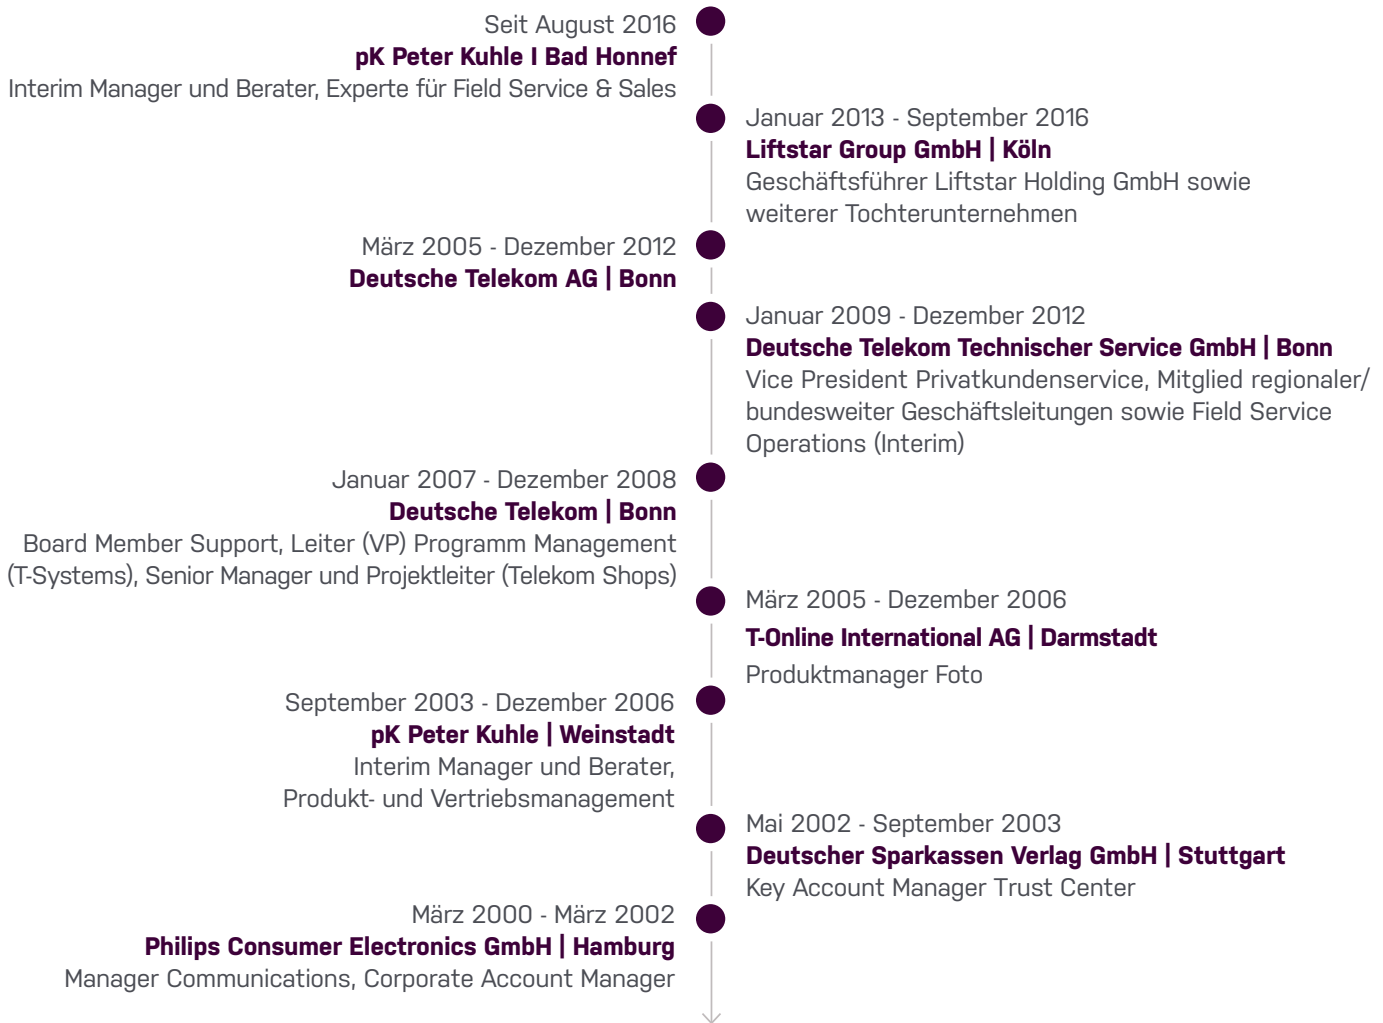 Seit August 2016
pK Peter Kuhle I Bad Honnef
Interim Manager und Berater, Experte für Field Service & Sales
Januar 2013 - September 2016
Liftstar Group GmbH | Köln
Geschäftsführer Liftstar Holding GmbH sowie
weiterer Tochterunternehmen
März 2005 - Dezember 2012
Deutsche Telekom AG | Bonn
Januar 2009 - Dezember 2012
Deutsche Telekom Technischer Service GmbH | Bonn
Vice President Privatkundenservice, Mitglied regionaler/
bundesweiter Geschäftsleitungen sowie Field Service
Operations (Interim)
Januar 2007 - Dezember 2008
Deutsche Telekom | Bonn
Board Member Support, Leiter (VP) Programm Management
(T-Systems), Senior Manager und Projektleiter (Telekom Shops)
März 2005 - Dezember 2006
T-Online International AG | Darmstadt
Produktmanager Foto
September 2003 - Dezember 2006
pK Peter Kuhle | Weinstadt
Interim Manager und Berater,
Produkt- und Vertriebsmanagement
Mai 2002 - September 2003
Deutscher Sparkassen Verlag GmbH | Stuttgart
Key Account Manager Trust Center
März 2000 - März 2002
Philips Consumer Electronics GmbH | Hamburg
Manager Communications, Corporate Account Manager